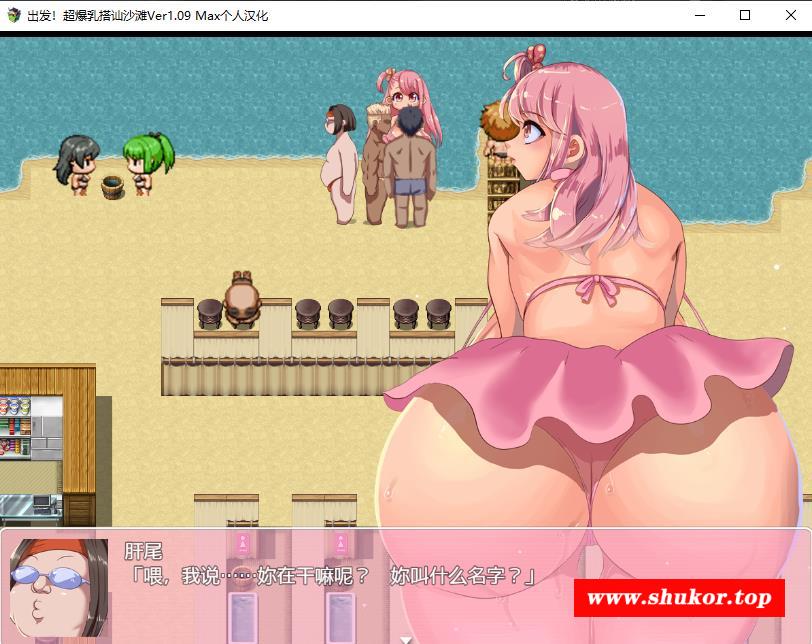 出发！超爆乳搭讪沙滩Ver1.09 Max个人汉化
肝尾
「喂，我说……妳在干嘛呢？　妳叫什么名字？」
www.shukor.top